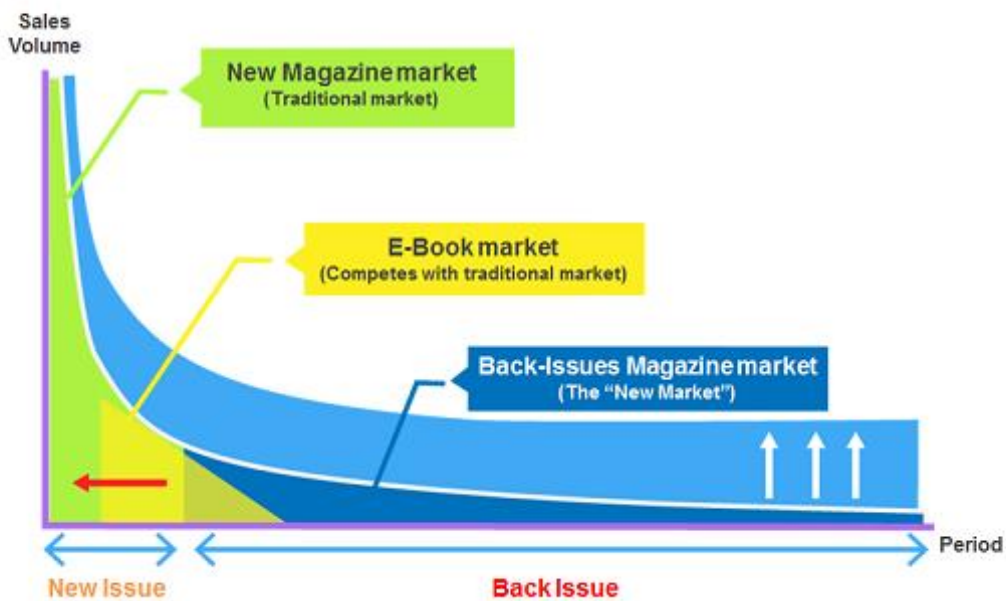 Sales
Volume
New Magazine market
(Traditional market)
E-Book market
(Competes with traditional market)
Back-Issues Magazine market
(The “New Market”)
Period
New Issue
Back Issue